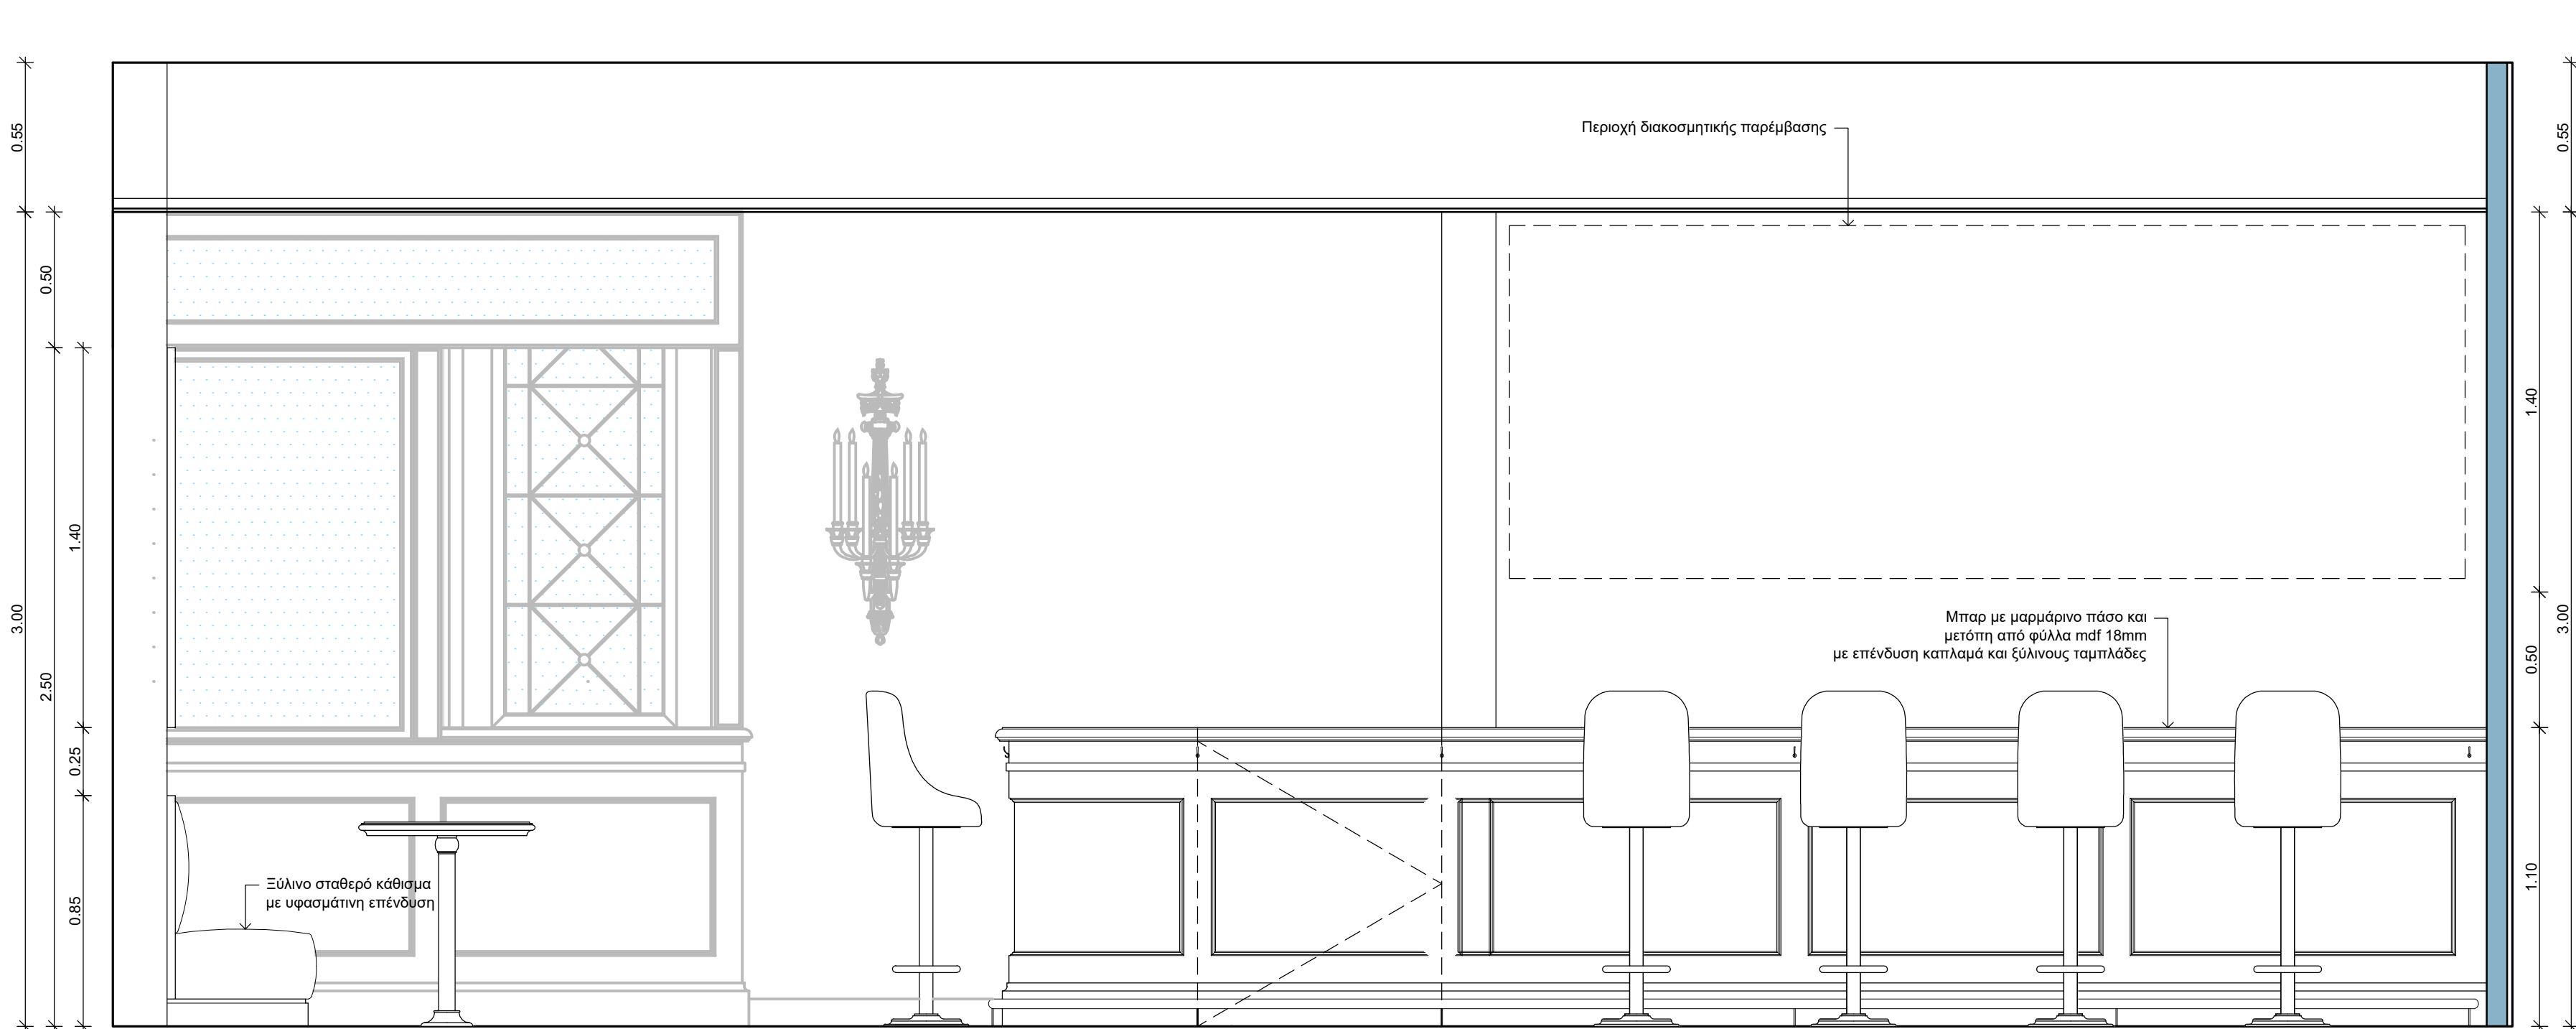 0.55
0.55
Περιοχή διακοσμητικής παρέμβασης
0.50
1.40
1.40
3.00
2.50
0.25
0.85
3.00
0.50
1.10
Μπαρ με μαρμάρινο πάσο και
μετόπη από φύλλα mdf 18mm
με επένδυση καπλαμά και ξύλινους ταμπλάδες
Ξύλινο σταθερό κάθισμα
με υφασμάτινη επένδυση